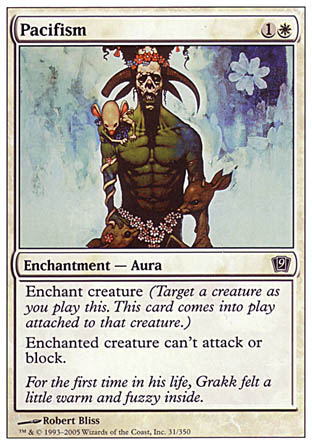 Pacifism 1
Enchantment — Aura 9
Enchant creature (Target a creature as
you play this. This card comes into play
attached to that creature.)
Enchanted creature can't attack or
block.
For the first time in his life, Grakk felt a
little warm and fuzzy inside.
Robert Bliss
™ & © 1993–2005 Wizards of the Coast, Inc. 31/350